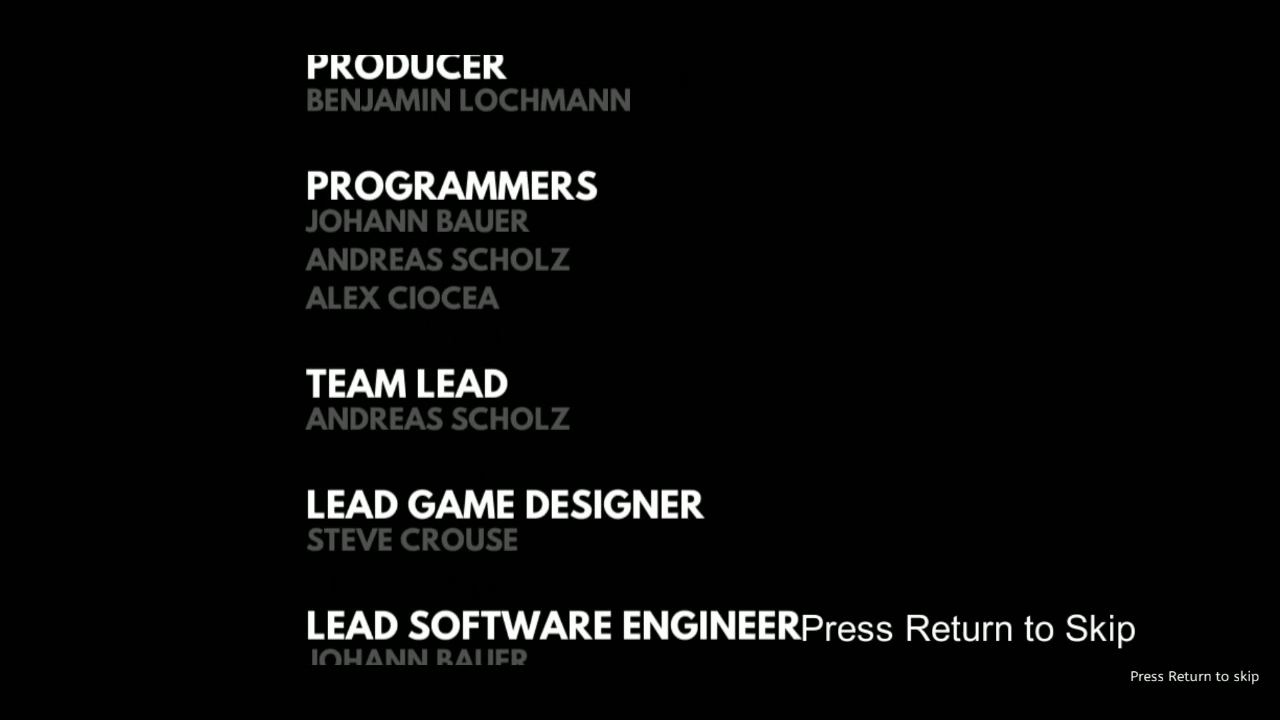 PRODUCER
BENJAMIN LOCHMANN
PROGRAMMERS
JOHANN BAUER
ANDREAS SCHOLZ
ALEX CIOCEA
TEAM LEAD
ANDREAS SCHOLZ
LEAD GAME DESIGNER
STEVE CROUSE
LEAD SOFTWARE ENGINEER
Press Return to Skip
JOHANN BAUER
Press Return to skip